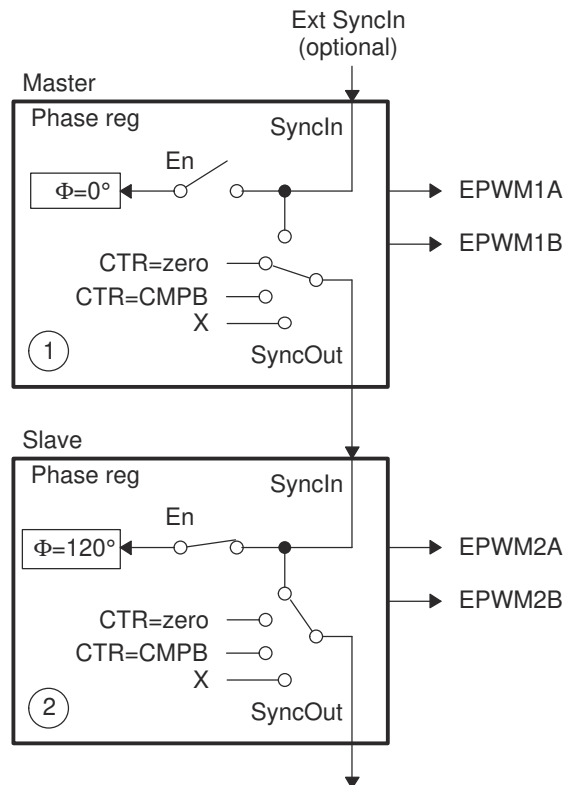 Ext SyncIn
(optional)
Master
Phase reg
SyncIn
En
Φ=0°
EPWM1A
EPWM1B
CTR=zero
CTR=CMPB
X
1
SyncOut
Slave
Phase reg
SyncIn
En
Φ=120°
EPWM2A
EPWM2B
CTR=zero
CTR=CMPB
X
2
SyncOut